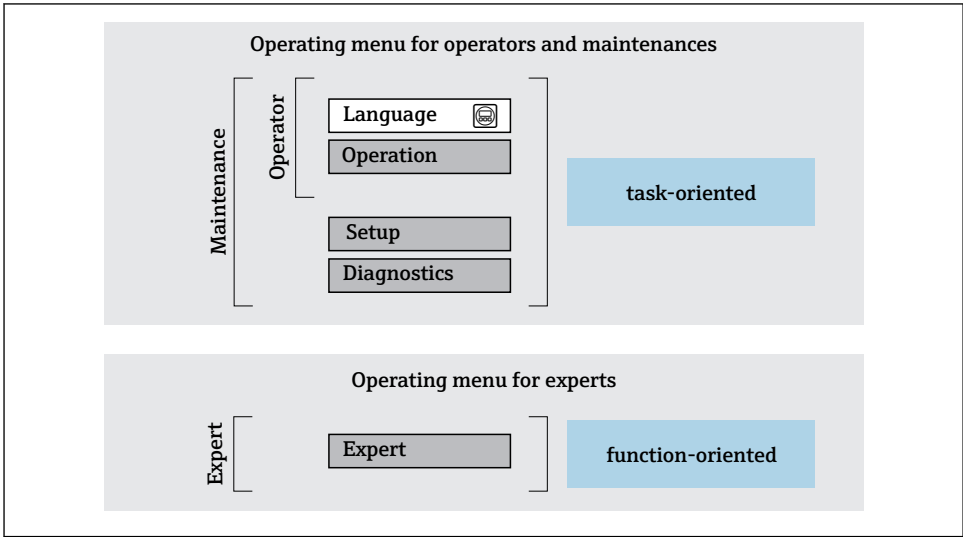 Operating menu for operators and maintenances
Maintenance
Operator
Language
Operation
Setup
Diagnostics
task-oriented
Operating menu for experts
Expert
Expert
function-oriented